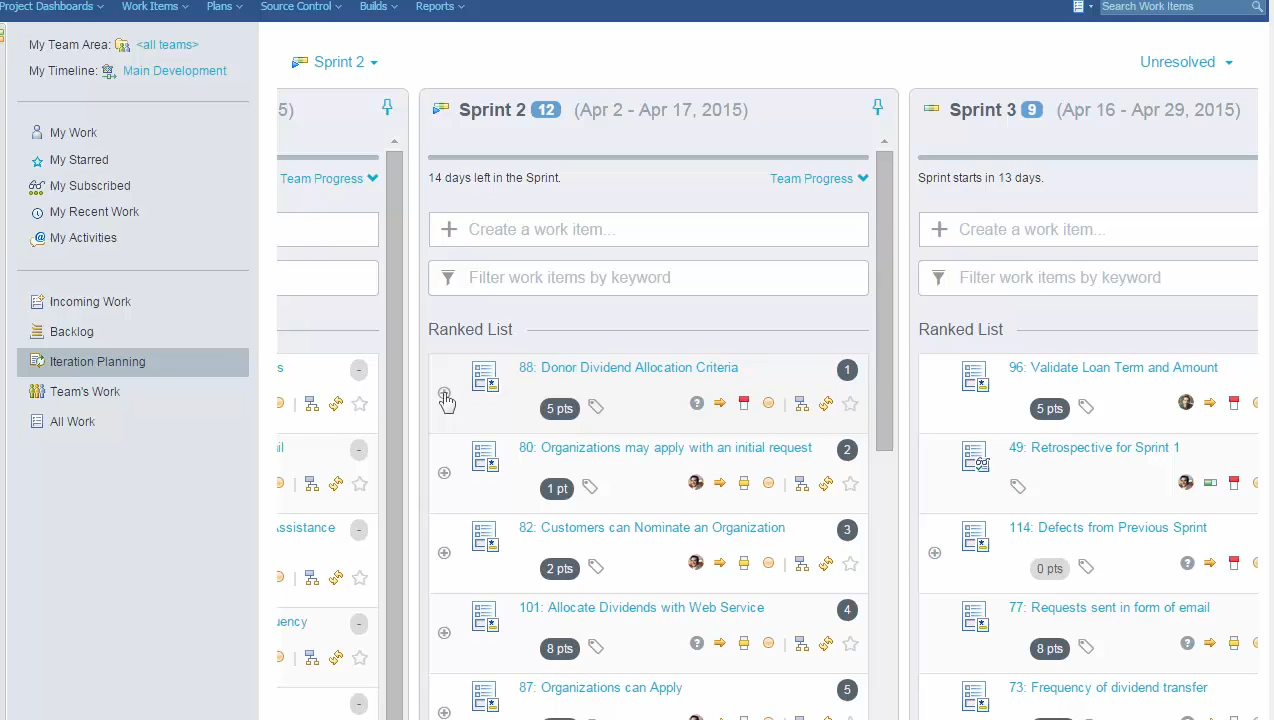 Project Dashboards
Work Items
Plans
Source Control
Builds
Reports
Search Work Items
My Team Area:
<all teams>
My Timeline:
Main Development
My Work
My Starred
My Subscribed
My Recent Work
My Activities
Incoming Work
Backlog
Iteration Planning
Team's Work
All Work
Sprint 2
Unresolved
5)
Team Progress
s
-
il
-
Assistance
-
uency
-
-
Sprint 2 12 (Apr 2 - Apr 17, 2015)
14 days left in the Sprint.
Team Progress
Create a work item...
Filter work items by keyword
Ranked List
88: Donor Dividend Allocation Criteria
1
5 pts
80: Organizations may apply with an initial request
2
1 pt
82: Customers can Nominate an Organization
3
2 pts
101: Allocate Dividends with Web Service
4
8 pts
87: Organizations can Apply
5
Sprint 3 9 (Apr 16 - Apr 29, 2015)
Sprint starts in 13 days.
Create a work item...
Filter work items by keyword
Ranked List
96: Validate Loan Term and Amount
5 pts
49: Retrospective for Sprint 1
114: Defects from Previous Sprint
0 pts
77: Requests sent in form of email
8 pts
73: Frequency of dividend transfer